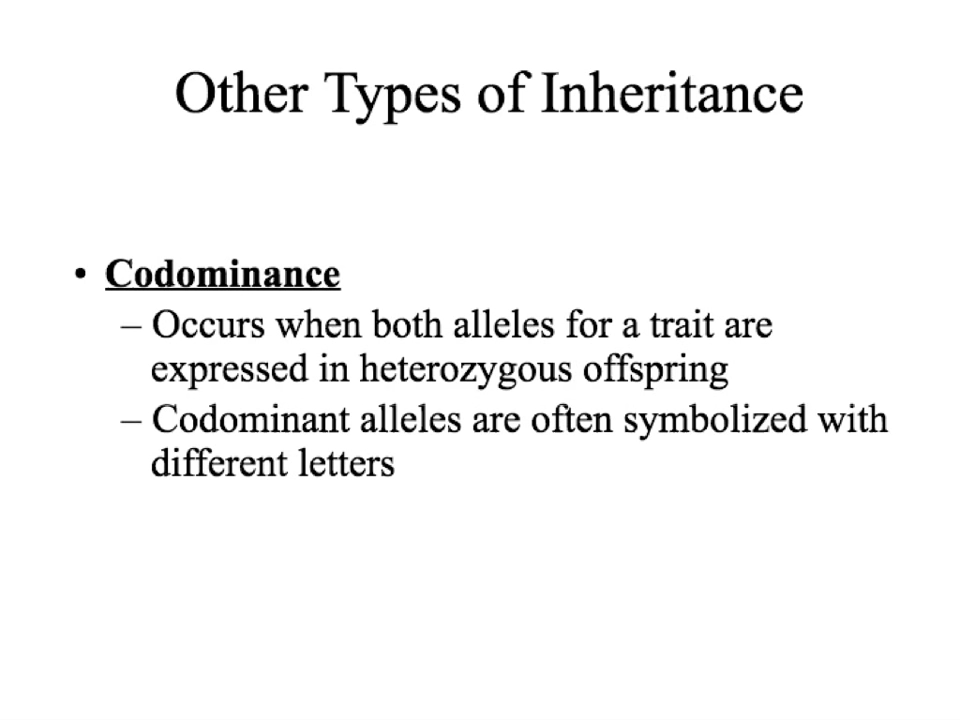 Other Types of Inheritance
• Codominance
– Occurs when both alleles for a trait are
expressed in heterozygous offspring
– Codominant alleles are often symbolized with
different letters